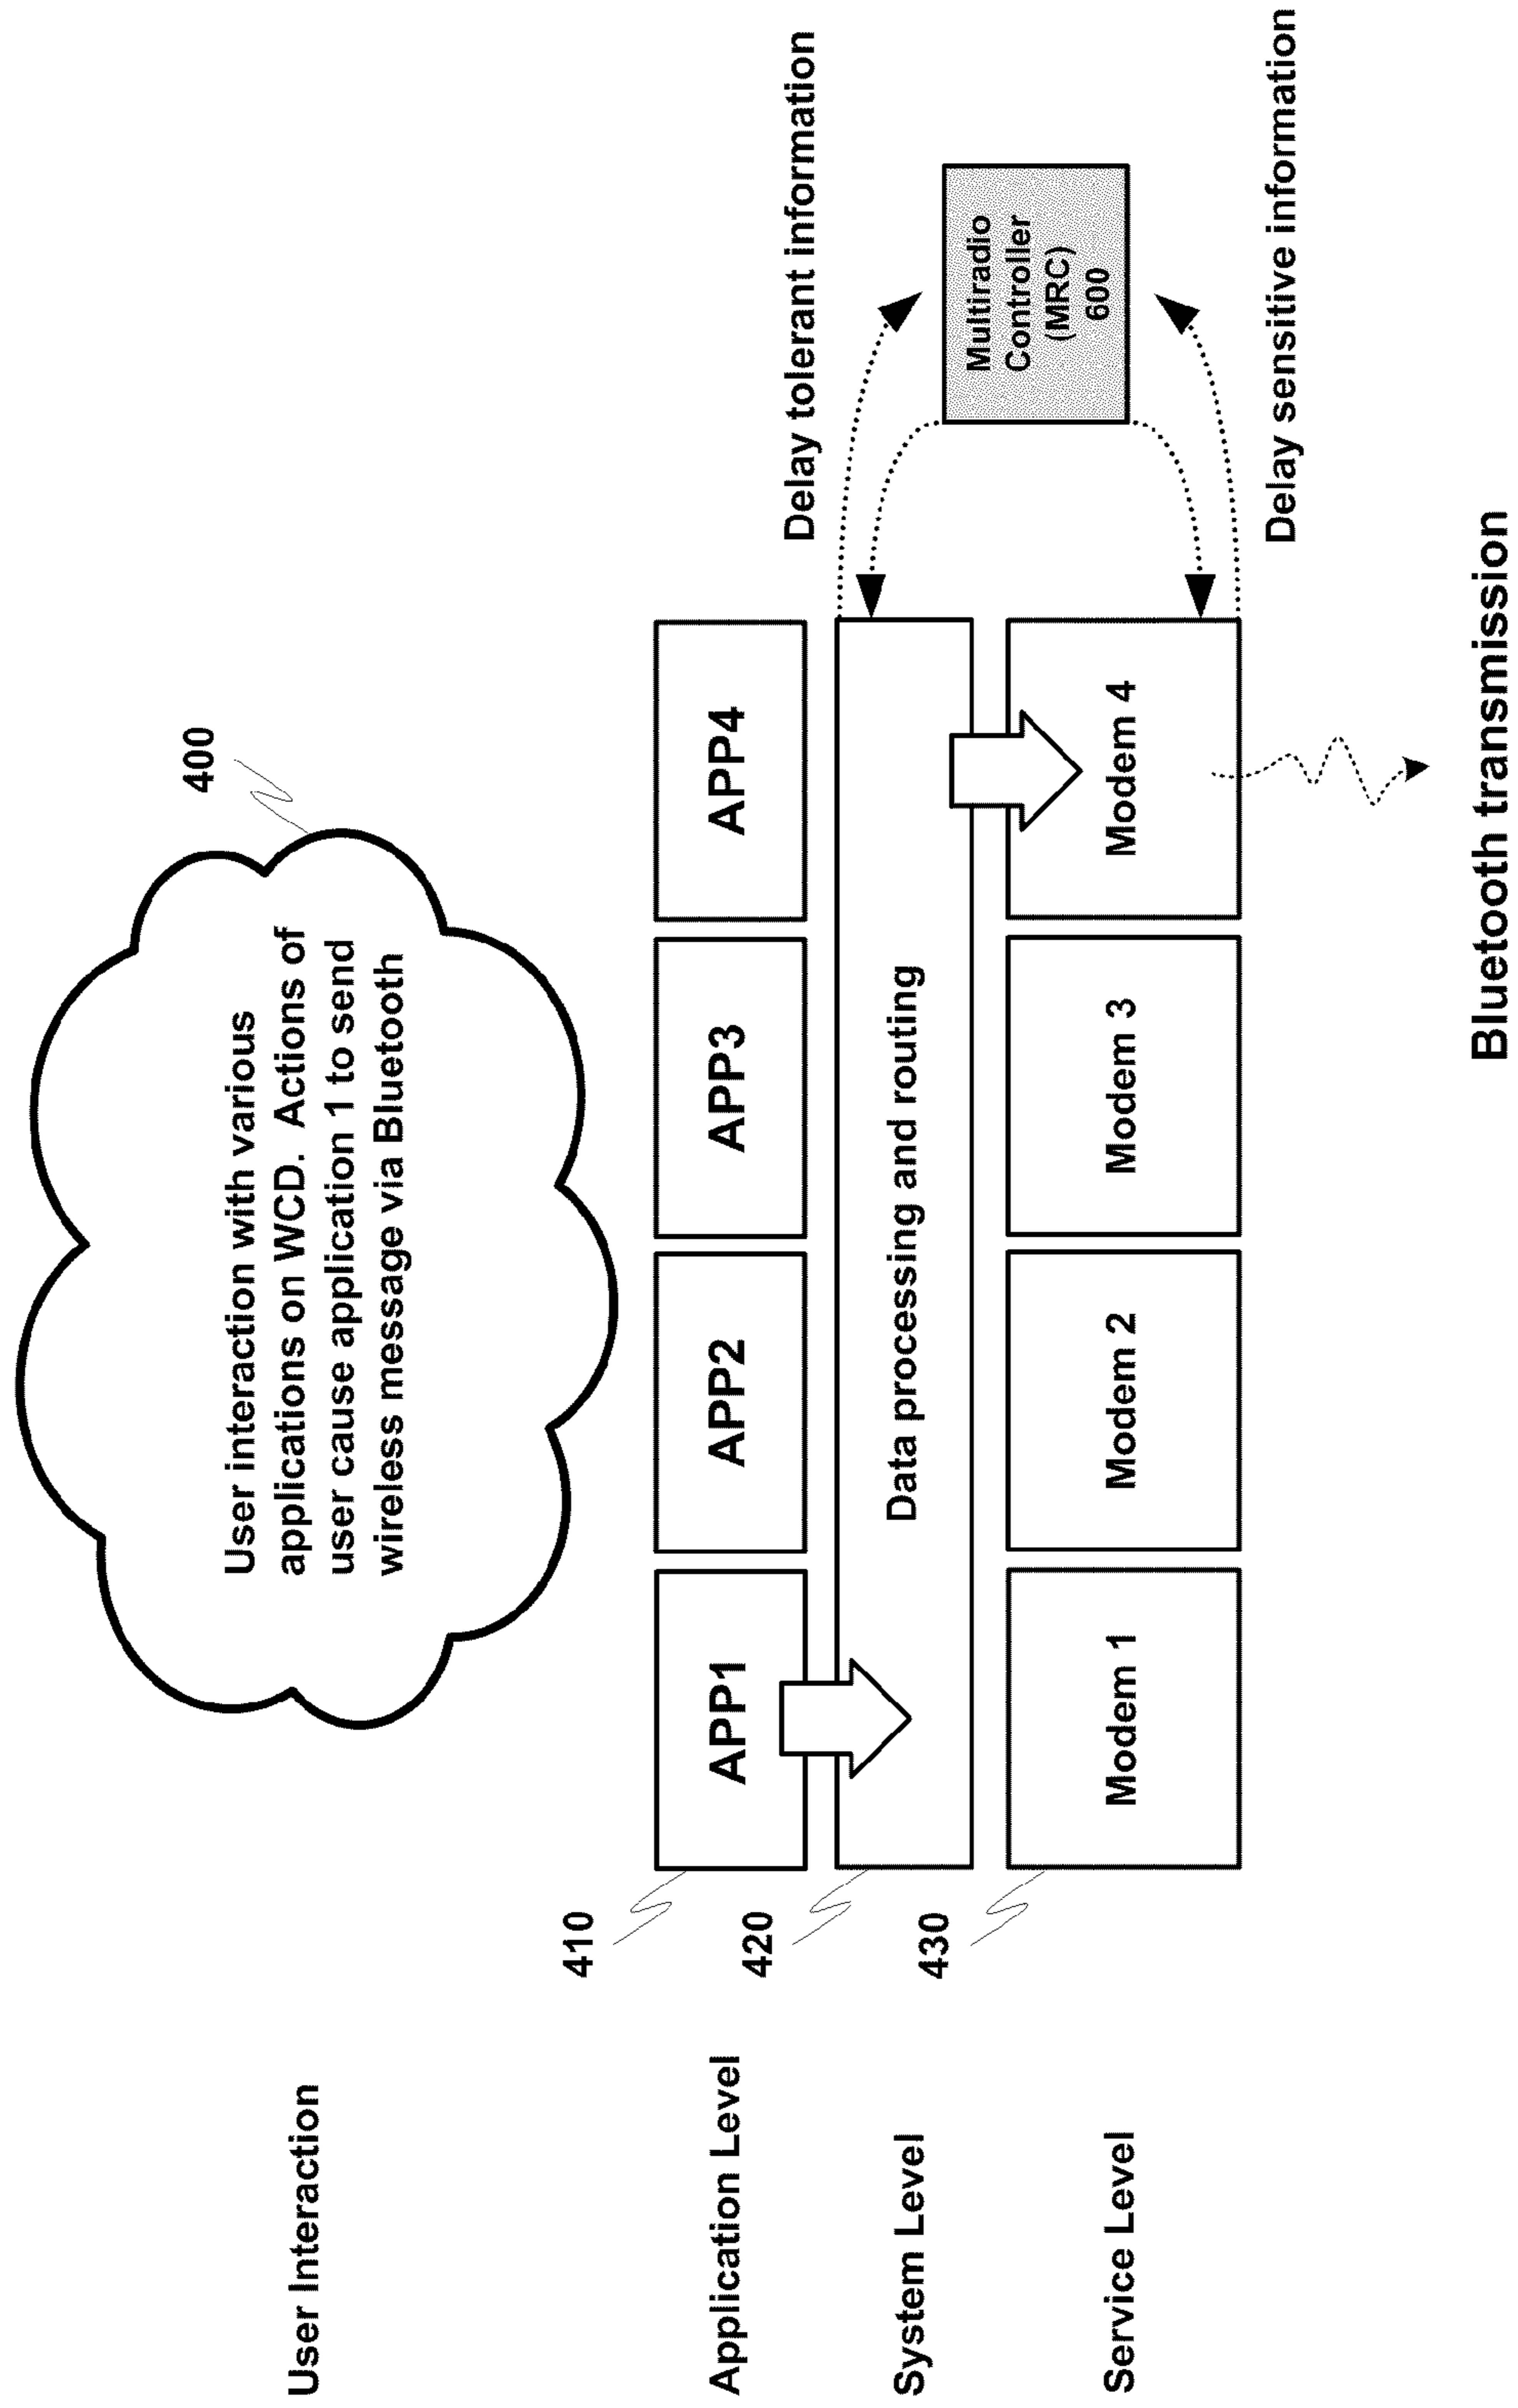 User Interaction
400
User interaction with various
applications on WCD.  Actions of
user cause application 1 to send
wireless message via Bluetooth
Application Level
410
APP1
APP2
APP3
APP4
Delay tolerant information
System Level
420
Data processing and routing
Multiradio
Controller
(MRC)
600
Service Level
430
Modem 1
Modem 2
Modem 3
Modem 4
Delay sensitive information
Bluetooth transmission